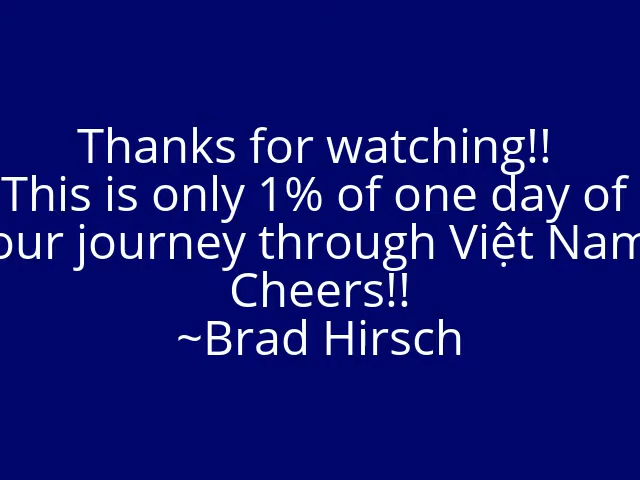 Thanks for watching!!
This is only 1% of one day of
our journey through Việt Nam
Cheers!!
~Brad Hirsch